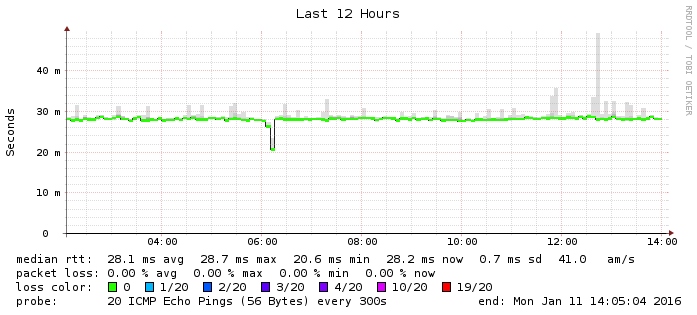 Last 12 Hours
RRDTOOL / TOBI OETIKER
Seconds
40 m
30 m
20 m
10 m
0
04:00 06:00 08:00 10:00 12:00 14:00
median rtt: 28.1 ms avg 28.7 ms max 20.6 ms min 28.2 ms now 0.7 ms sd 41.0 am/s
packet loss: 0.00 % avg 0.00 % max 0.00 % min 0.00 % now
loss color: 0 1/20 2/20 3/20 4/20 10/20 19/20
probe: 20 ICMP Echo Pings (56 Bytes) every 300s end: Mon Jan 11 14:05:04 2016